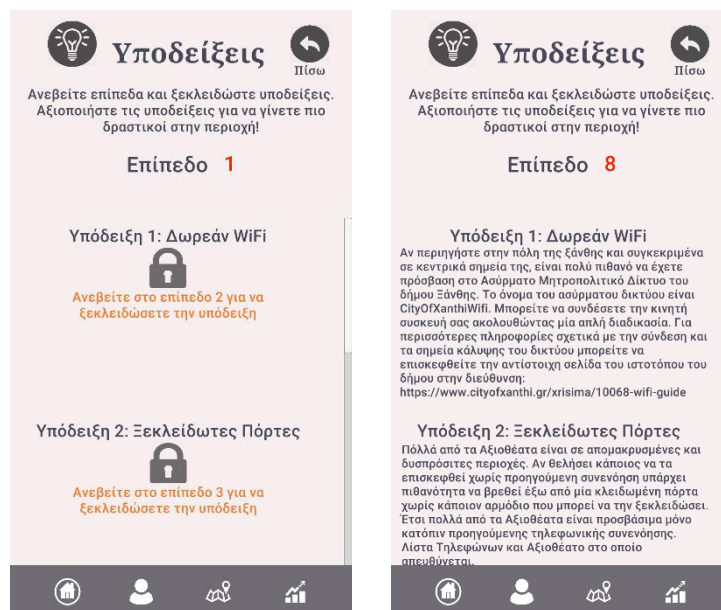 Υποδείξεις
Πίσω
Ανεβείτε επίπεδα και ξεκλειδώστε υποδείξεις.
Αξιοποιήστε τις υποδείξεις για να γίνετε πιο
δραστικοί στην περιοχή!
Επίπεδο 1
Υπόδειξη 1: Δωρεάν WiFi
Ανεβείτε στο επίπεδο 2 για να
ξεκλειδώσετε την υπόδειξη
Υπόδειξη 2: Ξεκλείδωτες Πόρτες
Ανεβείτε στο επίπεδο 3 για να
ξεκλειδώσετε την υπόδειξη
Υποδείξεις
Πίσω
Ανεβείτε επίπεδα και ξεκλειδώστε υποδείξεις.
Αξιοποιήστε τις υποδείξεις για να γίνετε πιο
δραστικοί στην περιοχή!
Επίπεδο 8
Υπόδειξη 1: Δωρεάν WiFi
Αν περιηγήστε στην πόλη της ξάνθης και συγκεκριμένα
σε κεντρικά σημεία της, είναι πολύ πιθανό να έχετε
πρόσβαση στο Ασύρματο Μητροπολιτικό Δίκτυο του
δήμου Ξάνθης. Το όνομα του ασύρματου δικτύου είναι
CityOfXanthiWifi. Μπορείτε να συνδέσετε την κινητή
συσκευή σας ακολουθώντας μία απλή διαδικασία. Για
περισσότερες πληροφορίες σχετικά με την σύνδεση και
τα σημεία κάλυψης του δικτύου μπορείτε να
επισκεφθείτε την αντίστοιχη σελίδα του ιστοτόπου του
δήμου στην διεύθυνση:
https://www.cityofxanthi.gr/xrisima/10068-wifi-guide
Υπόδειξη 2: Ξεκλείδωτες Πόρτες
Πόλλά από τα Αξιοθέατα είναι σε απομακρυσμένες και
δυσπρόσιτες περιοχές. Αν θελήσει κάποιος να τα
επισκεφθεί χωρίς προηγούμενη συνενόηση υπάρχει
πιθανότητα να βρεθεί έξω από μία κλειδωμένη πόρτα
χωρίς κάποιον αρμόδιο που μπορεί να την ξεκλειδώσει.
Έτσι πολλά από τα Αξιοθέατα είναι προσβάσιμα μόνο
κατόπιν προηγούμενης τηλεφωνικής συνενόησης.
Λίστα Τηλεφώνων και Αξιοθέατο στο οποίο
απευθύνεται.